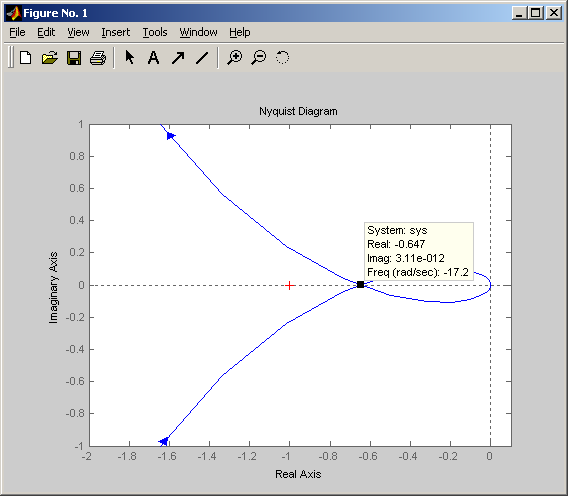 Figure No. 1
File Edit View Insert Tools Window Help
A
Nyquist Diagram
1
0.8
0.6
0.4
0.2
0
-0.2
-0.4
-0.6
-0.8
-1
Imaginary Axis
System: sys
Real: -0.647
Imag: 3.11e-012
Freq (rad/sec): -17.2
-2 -1.8 -1.6 -1.4 -1.2 -1 -0.8 -0.6 -0.4 -0.2 0
Real Axis